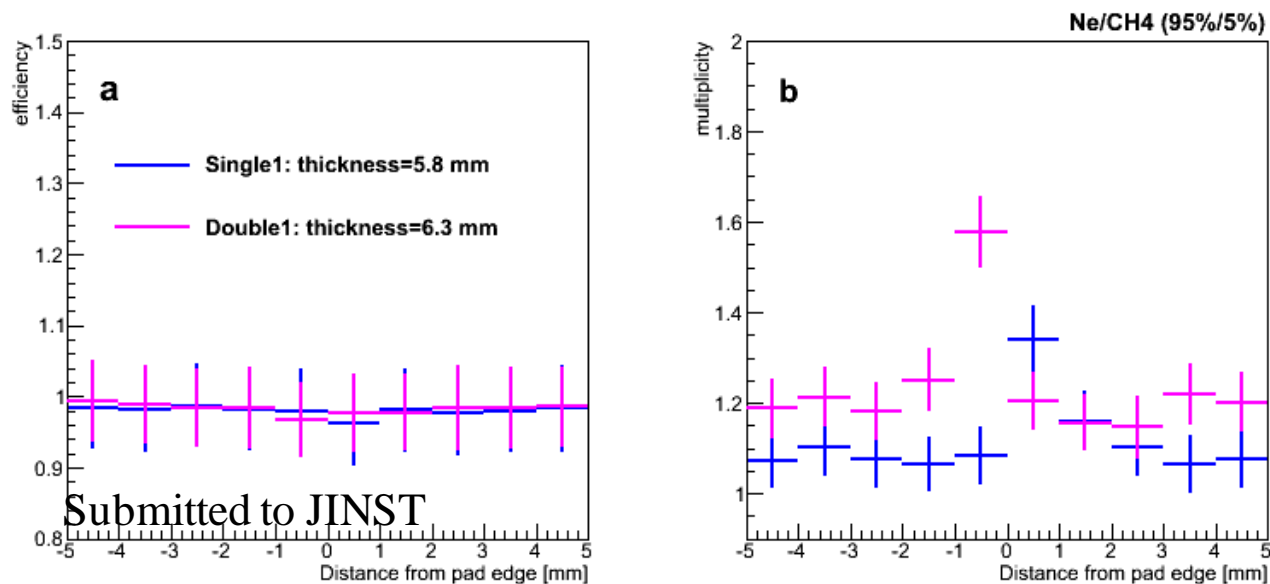 Ne/CH4 (95%/5%)
efficiency
1.5
1.4
1.3
1.2
1.1
1
0.9
0.8
a
Single1: thickness=5.8 mm
Double1: thickness=6.3 mm
Submitted to JINST
-5 -4 -3 -2 -1 0 1 2 3 4 5
Distance from pad edge [mm]
multiplicity
2
1.8
1.6
1.4
1.2
1
b
-5 -4 -3 -2 -1 0 1 2 3 4 5
Distance from pad edge [mm]